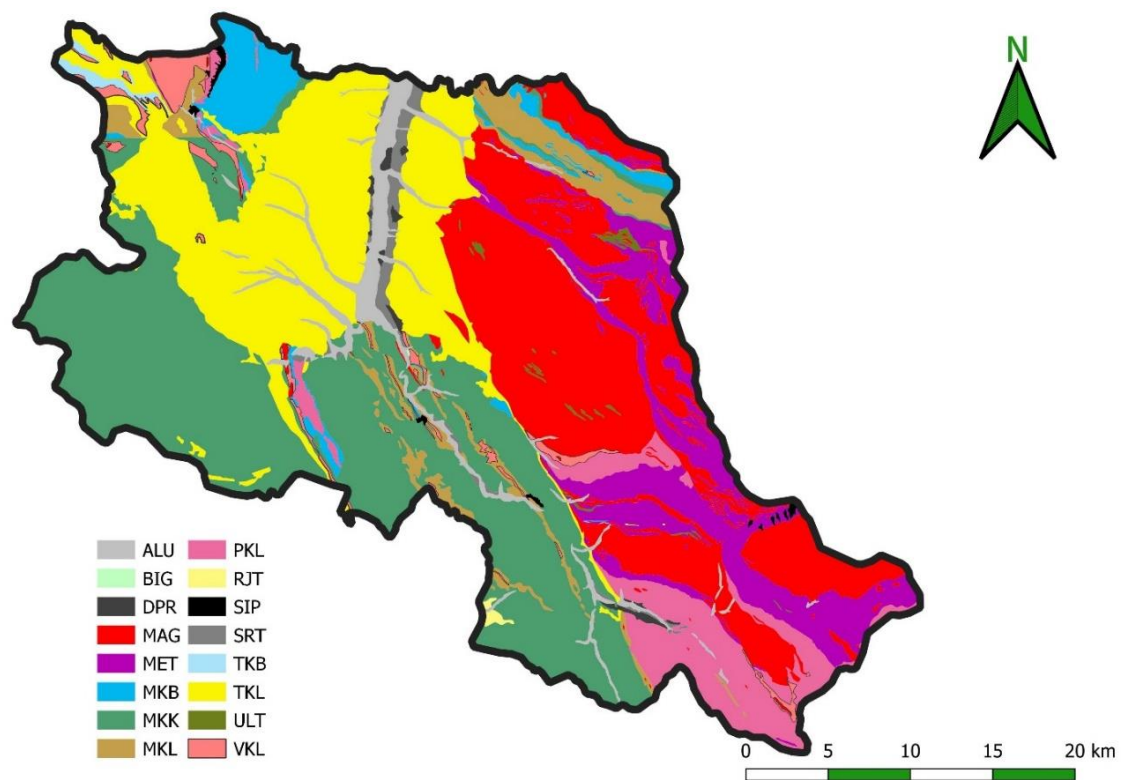 N
ALU PKL
BIG RJT
DPR SIP
MAG SRT
MET TKB
MKB TKL
MKK ULT
MKL VKL
0 5 10 15 20 km